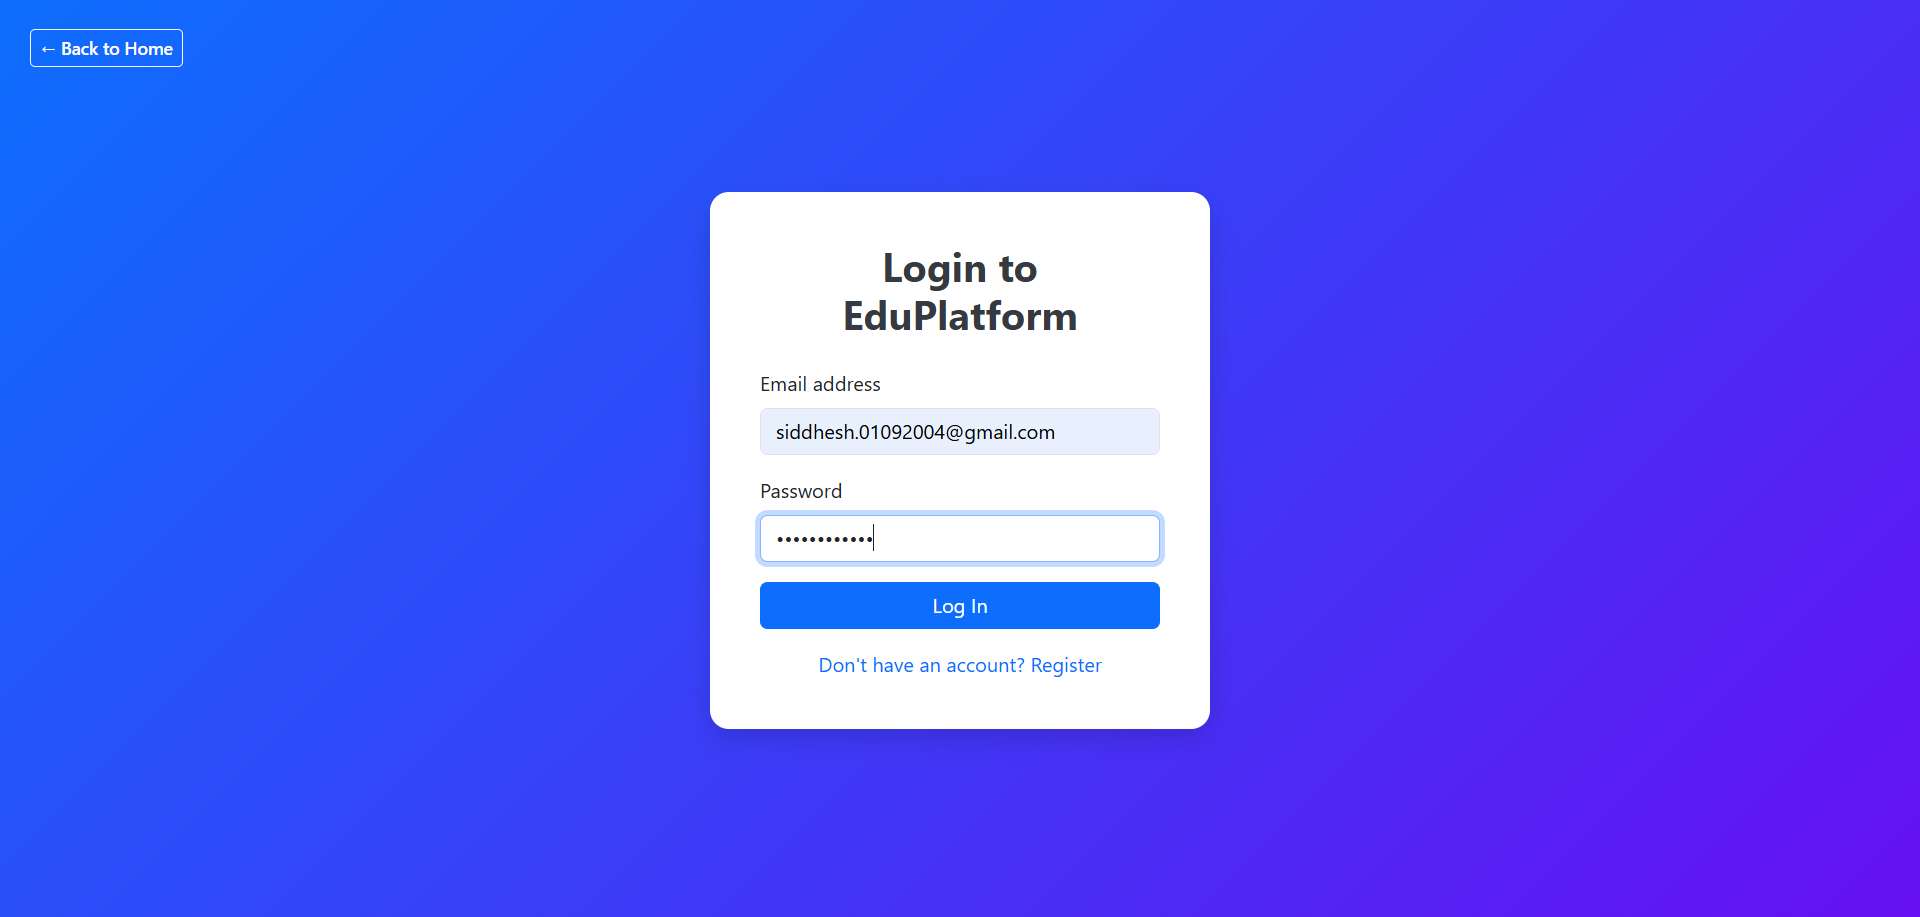 ← Back to Home
Login to
EduPlatform
Email address
siddhesh.01092004@gmail.com
Password
••••••••••••
Log In
Don't have an account? Register